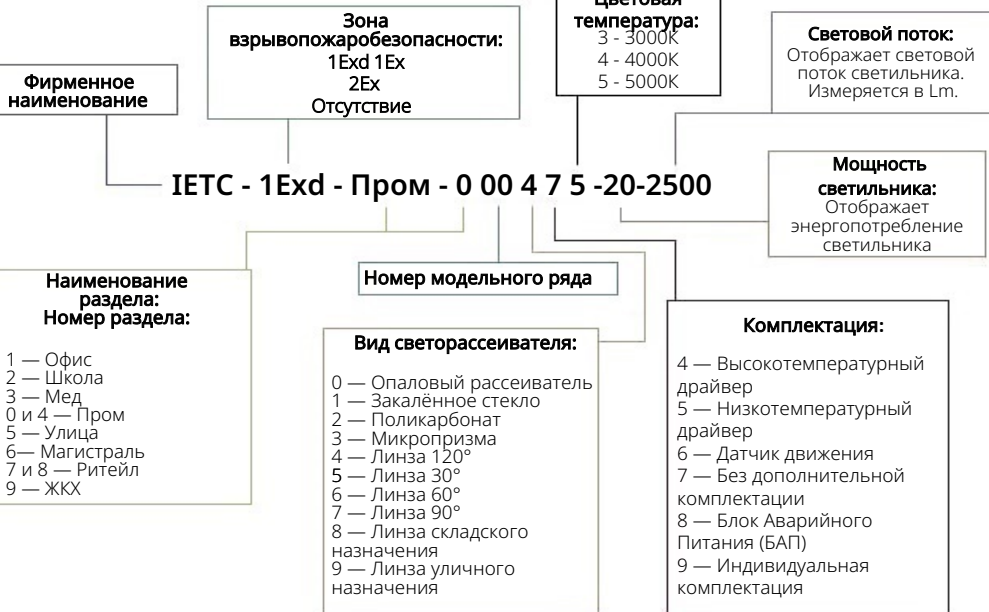 Зона
взрывопожаробезопасности:
1Exd 1Ex
2Ex
Отсутствие
Цветовая
температура:
3 - 3000К
4 - 4000К
5 - 5000К
Световой поток:
Отображает световой
поток светильника.
Измеряется в Lm.
Фирменное
наименование
IETC - 1Exd - Пром - 0 00 4 7 5 -20-2500
Мощность
светильника:
Отображает
энергопотребление
светильника
Наименование
раздела:
Номер раздела:
1 — Офис
2 — Школа
3 — Мед
0 и 4 — Пром
5 — Улица
6— Магистраль
7 и 8 — Ритейл
9 — ЖКХ
Номер модельного ряда
Вид светорассеивателя:
0 — Опаловый рассеиватель
1 — Закалённое стекло
2 — Поликарбонат
3 — Микропризма
4 — Линза 120°
5 — Линза 30°
6 — Линза 60°
7 — Линза 90°
8 — Линза складского
назначения
9 — Линза уличного
назначения
Комплектация:
4 — Высокотемпературный
драйвер
5 — Низкотемпературный
драйвер
6 — Датчик движения
7 — Без дополнительной
комплектации
8 — Блок Аварийного
Питания (БАП)
9 — Индивидуальная
комплектация